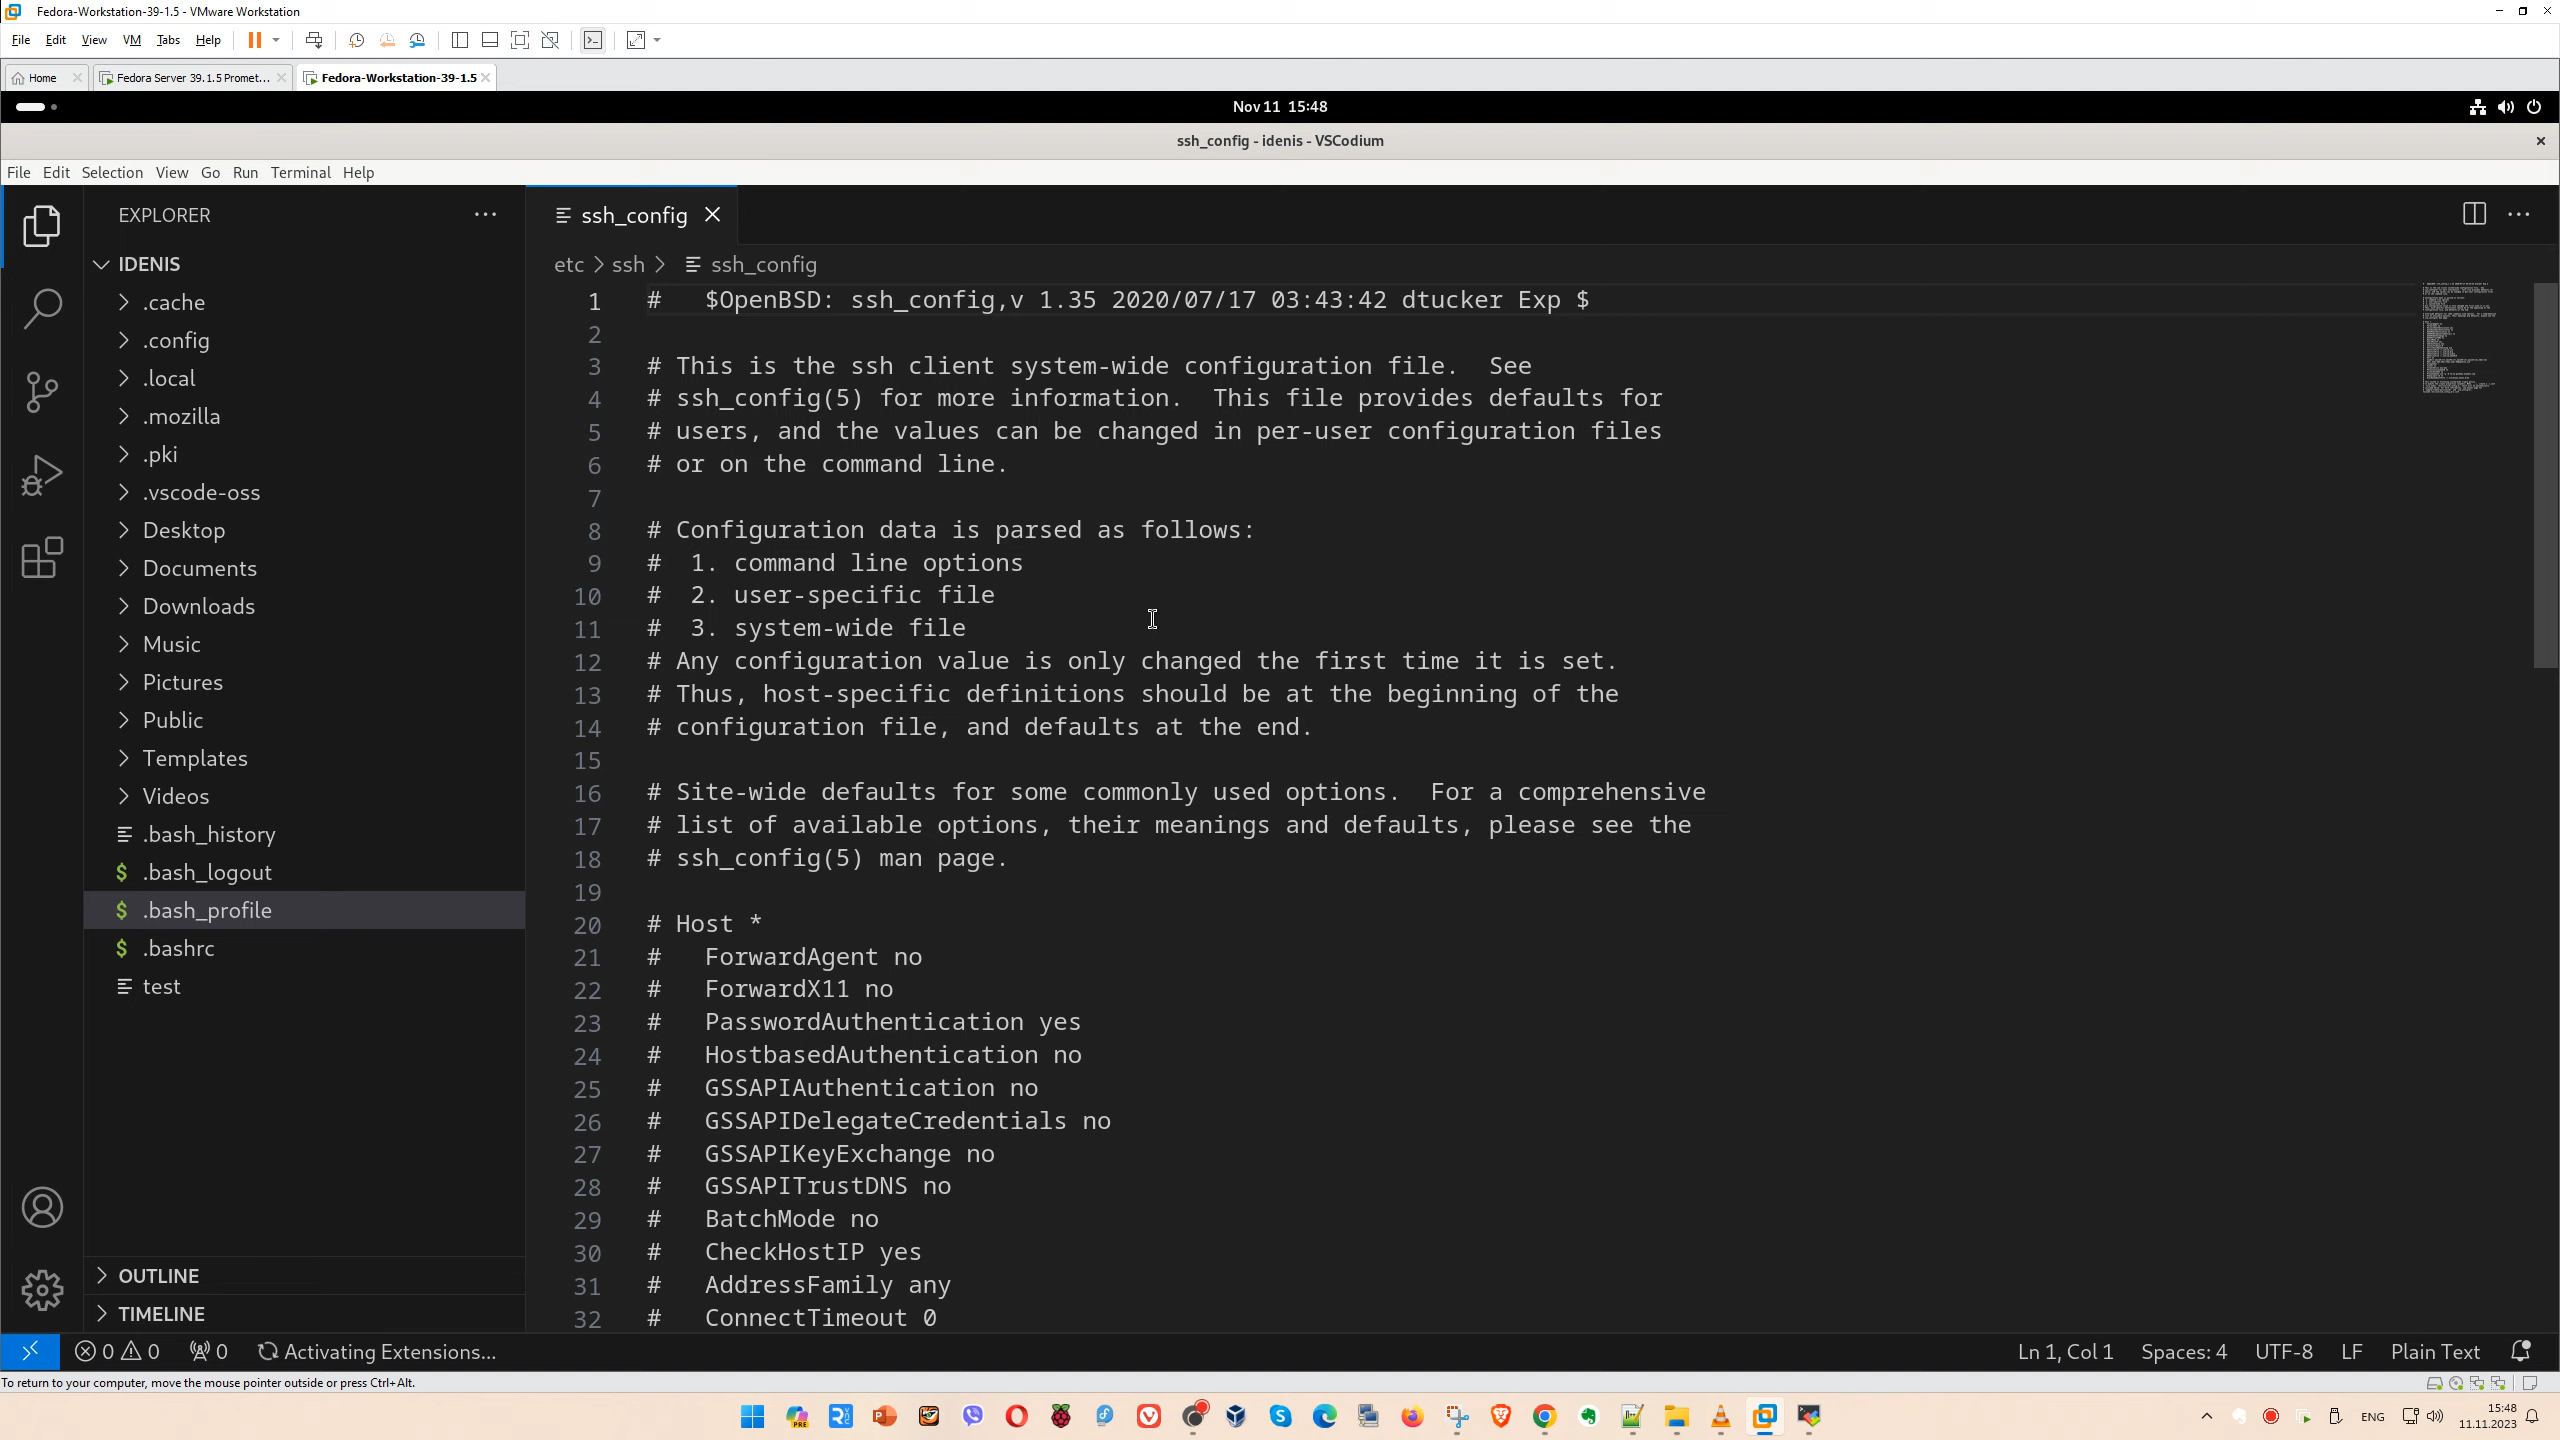 Fedora-Workstation-39-1.5 - VMware Workstation
File Edit View VM Tabs Help
Home Fedora Server 39.1.5 Promet... Fedora-Workstation-39-1.5
Nov 11 15:48
ssh_config - idenis - VSCodium
File Edit Selection View Go Run Terminal Help
EXPLORER
IDENIS
.cache
.config
.local
.mozilla
.pki
.vscode-oss
Desktop
Documents
Downloads
Music
Pictures
Public
Templates
Videos
.bash_history
$ .bash_logout
$ .bash_profile
$ .bashrc
test
OUTLINE
TIMELINE
ssh_config
etc > ssh > ssh_config
1 #   $OpenBSD: ssh_config,v 1.35 2020/07/17 03:43:42 dtucker Exp $
2
3 # This is the ssh client system-wide configuration file.  See
4 # ssh_config(5) for more information.  This file provides defaults for
5 # users, and the values can be changed in per-user configuration files
6 # or on the command line.
7
8 # Configuration data is parsed as follows:
9 #  1. command line options
10 #  2. user-specific file
11 #  3. system-wide file
12 # Any configuration value is only changed the first time it is set.
13 # Thus, host-specific definitions should be at the beginning of the
14 # configuration file, and defaults at the end.
15
16 # Site-wide defaults for some commonly used options.  For a comprehensive
17 # list of available options, their meanings and defaults, please see the
18 # ssh_config(5) man page.
19
20 # Host *
21 #   ForwardAgent no
22 #   ForwardX11 no
23 #   PasswordAuthentication yes
24 #   HostbasedAuthentication no
25 #   GSSAPIAuthentication no
26 #   GSSAPIDelegateCredentials no
27 #   GSSAPIKeyExchange no
28 #   GSSAPITrustDNS no
29 #   BatchMode no
30 #   CheckHostIP yes
31 #   AddressFamily any
32 #   ConnectTimeout 0
0 0 0 Activating Extensions... Ln 1, Col 1 Spaces: 4 UTF-8 LF Plain Text
To return to your computer, move the mouse pointer outside or press Ctrl+Alt.
ENG 15:48
11.11.2023